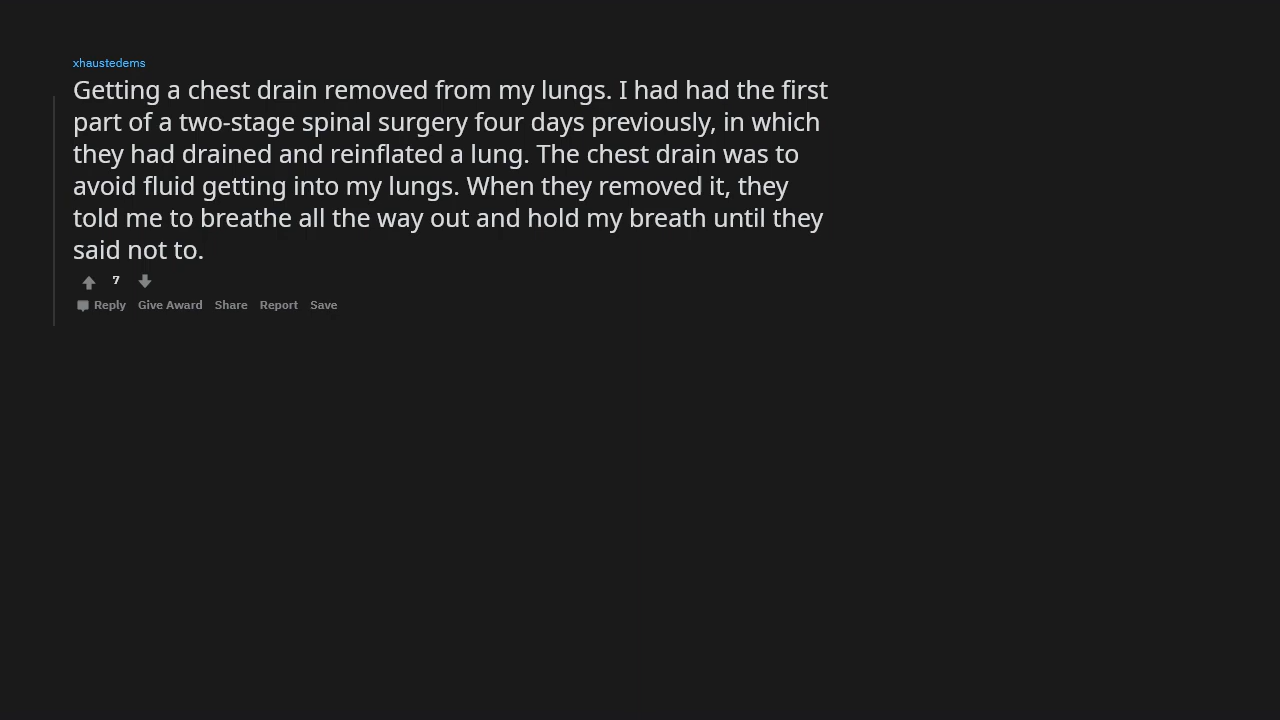 xhaustedems
Getting a chest drain removed from my lungs. I had had the first
part of a two-stage spinal surgery four days previously, in which
they had drained and reinflated a lung. The chest drain was to
avoid fluid getting into my lungs. When they removed it, they
told me to breathe all the way out and hold my breath until they
said not to.
7
Reply Give Award Share Report Save